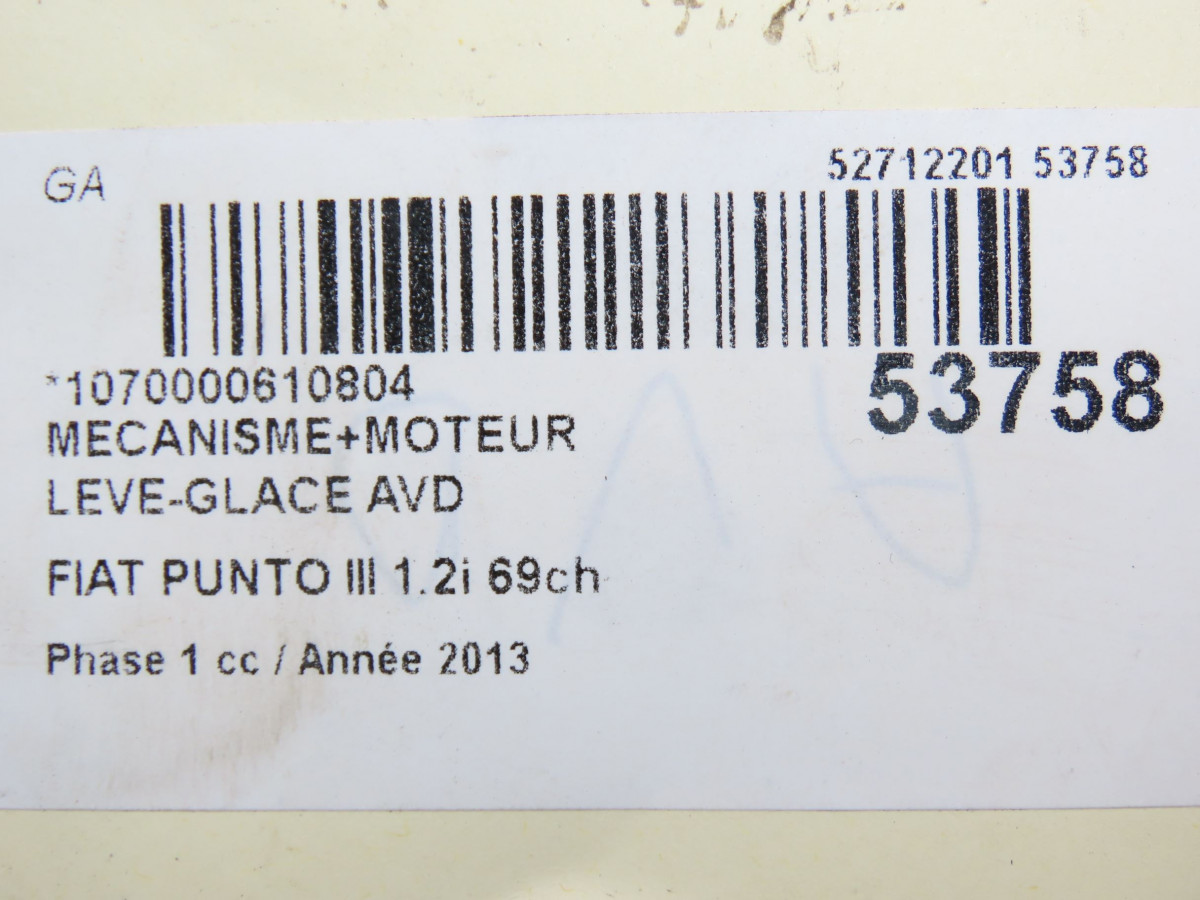 GA
52712201 53758
*1070000610804
53758
MECANISME+MOTEUR
LEVE-GLACE AVD
FIAT PUNTO III 1.2i 69ch
Phase 1 cc / Année 2013